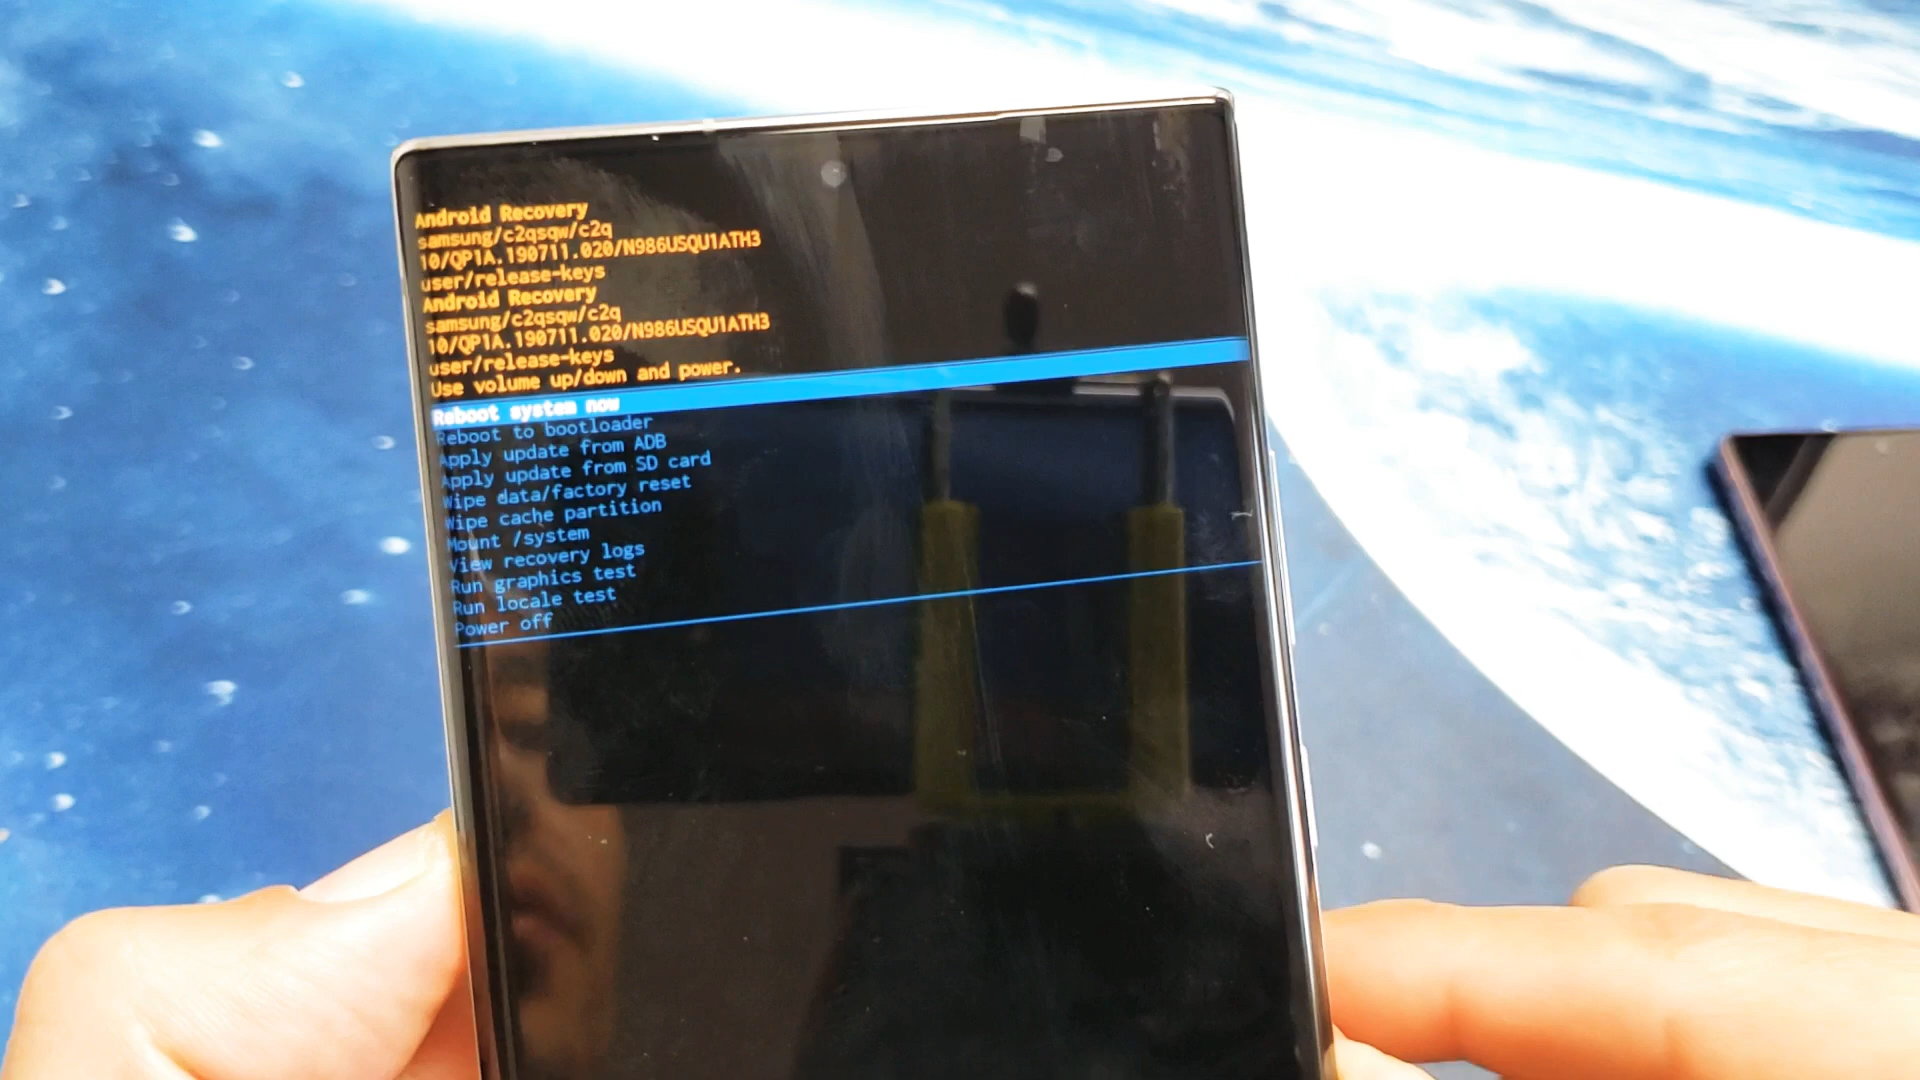 Android Recovery
samsung/c2qsqw/c2q
10/QP1A.190711.020/N986USQU1ATH3
user/release-keys
Android Recovery
samsung/c2qsqw/c2q
10/QP1A.190711.020/N986USQU1ATH3
user/release-keys
Use volume up/down and power.
Reboot system now
Reboot to bootloader
Apply update from ADB
Apply update from SD card
Wipe data/factory reset
Wipe cache partition
Mount /system
View recovery logs
Run graphics test
Run locale test
Power off